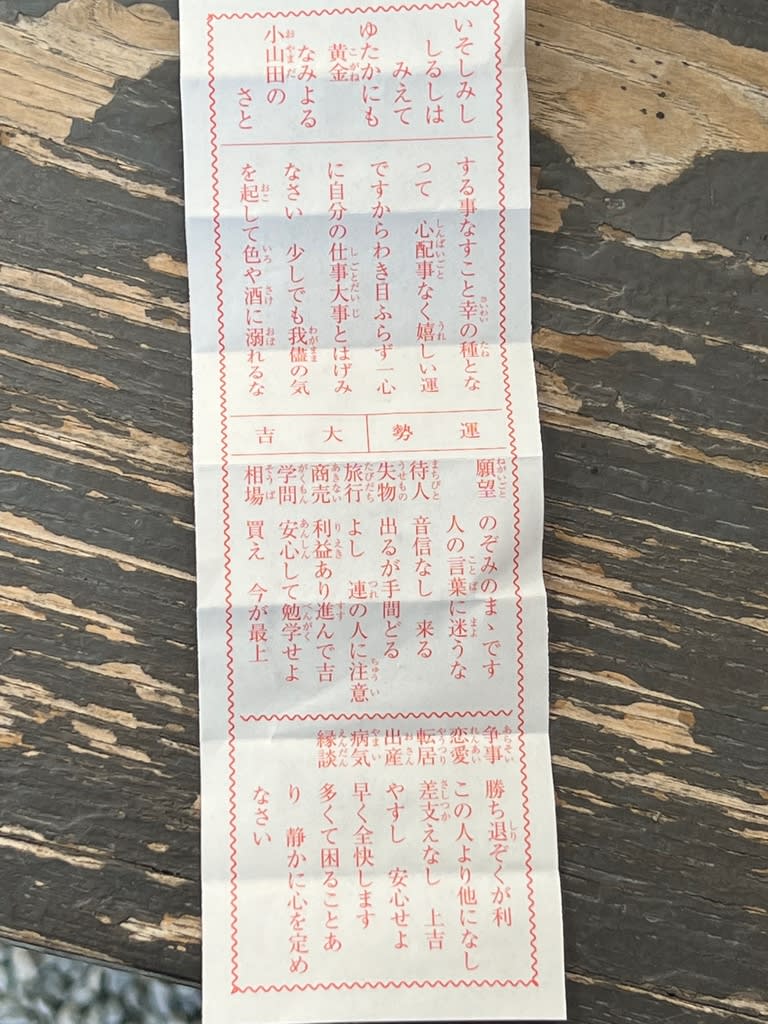 いそしみし
しるしは
みえて
ゆたかにも
黄金
なみよる
小山田の
さと
する事なすこと幸の種とな
って 心配事なく嬉しい運
ですからわき目ふらず一心
に自分の仕事大事とはげみ
なさい 少しでも我儘の気
を起して色や酒に溺れるな
運勢 大吉
願望 のぞみのまゝです
人の言葉に迷うな
待人 音信なし 来る
失物 出るが手間どる
旅行 よし 連の人に注意
商売 利益あり進んで吉
学問 安心して勉学せよ
相場 買え 今が最上
争事 勝ち退ぞくが利
恋愛 この人より他になし
転居 差支えなし 上吉
出産 やすし 安心せよ
病気 早く全快します
縁談 多くて困ることあ
り 静かに心を定め
なさい